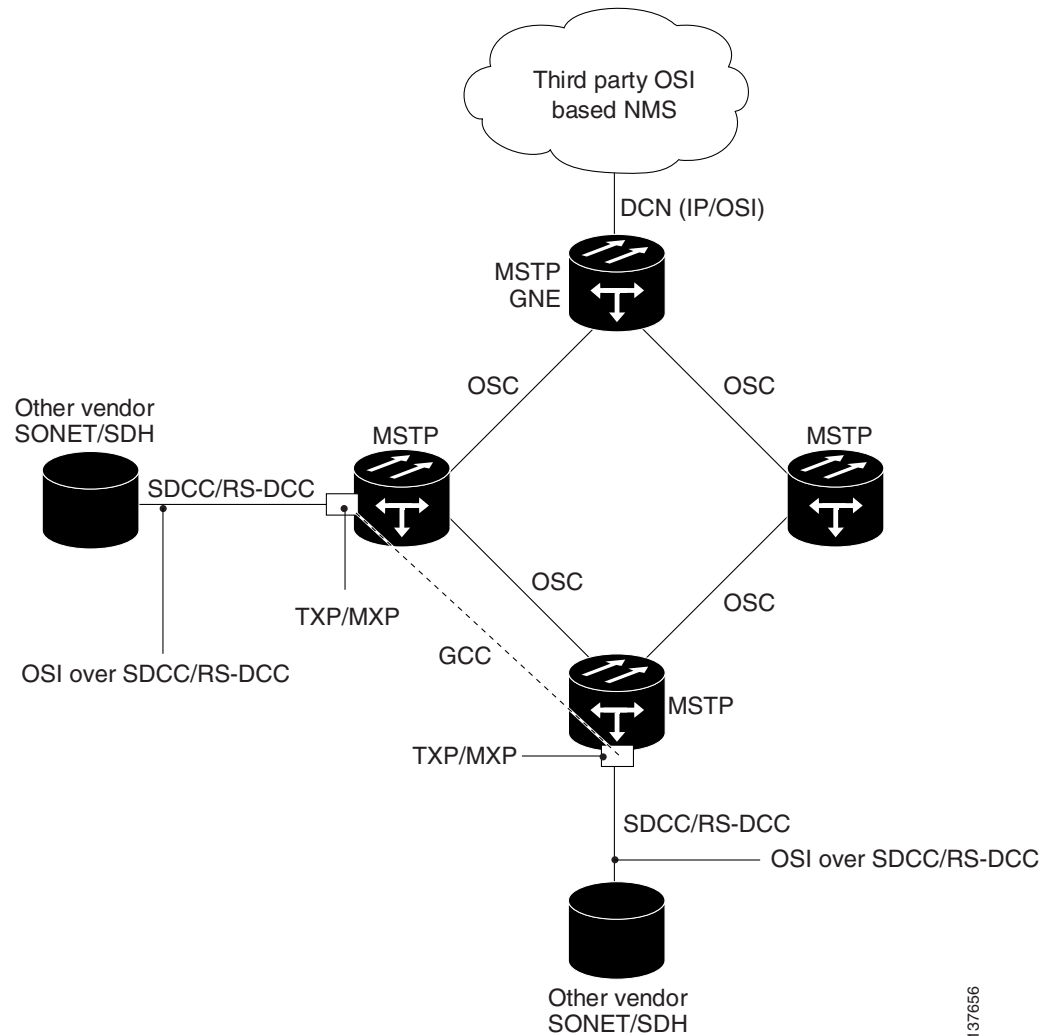 Third party OSI
based NMS
DCN (IP/OSI)
MSTP
GNE
OSC
OSC
Other vendor
SONET/SDH
MSTP
MSTP
SDCC/RS-DCC
OSC
OSC
TXP/MXP
GCC
OSI over SDCC/RS-DCC
MSTP
TXP/MXP
SDCC/RS-DCC
OSI over SDCC/RS-DCC
Other vendor
SONET/SDH
137656